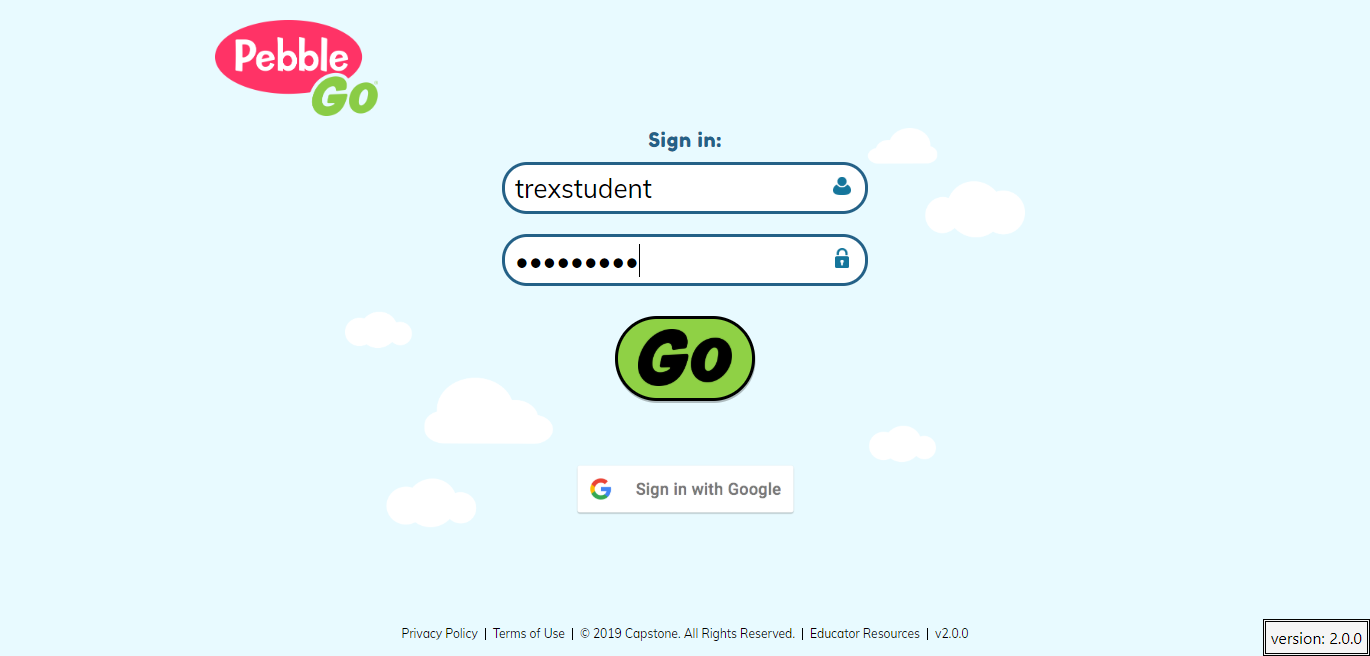 Pebble
Go
Sign in:
trexstudent
•••••••••
Go
Sign in with Google
Privacy Policy | Terms of Use | © 2019 Capstone. All Rights Reserved. | Educator Resources | v2.0.0
version: 2.0.0